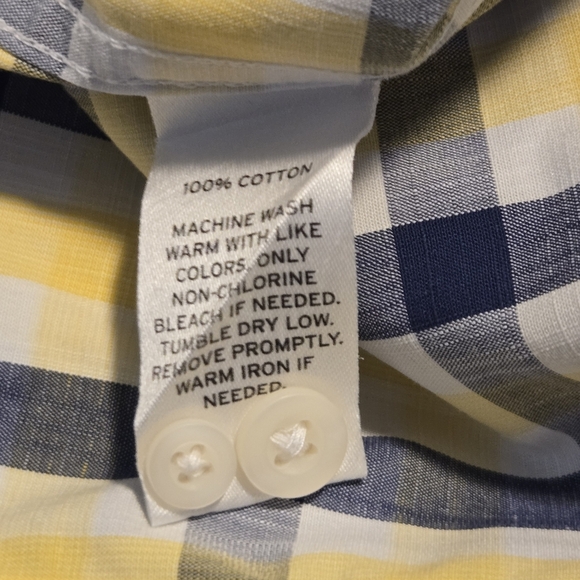 100% COTTON
MACHINE WASH
WARM WITH LIKE
COLORS. ONLY
NON-CHLORINE
BLEACH IF NEEDED.
TUMBLE DRY LOW.
REMOVE PROMPTLY.
WARM IRON IF
NEEDED.